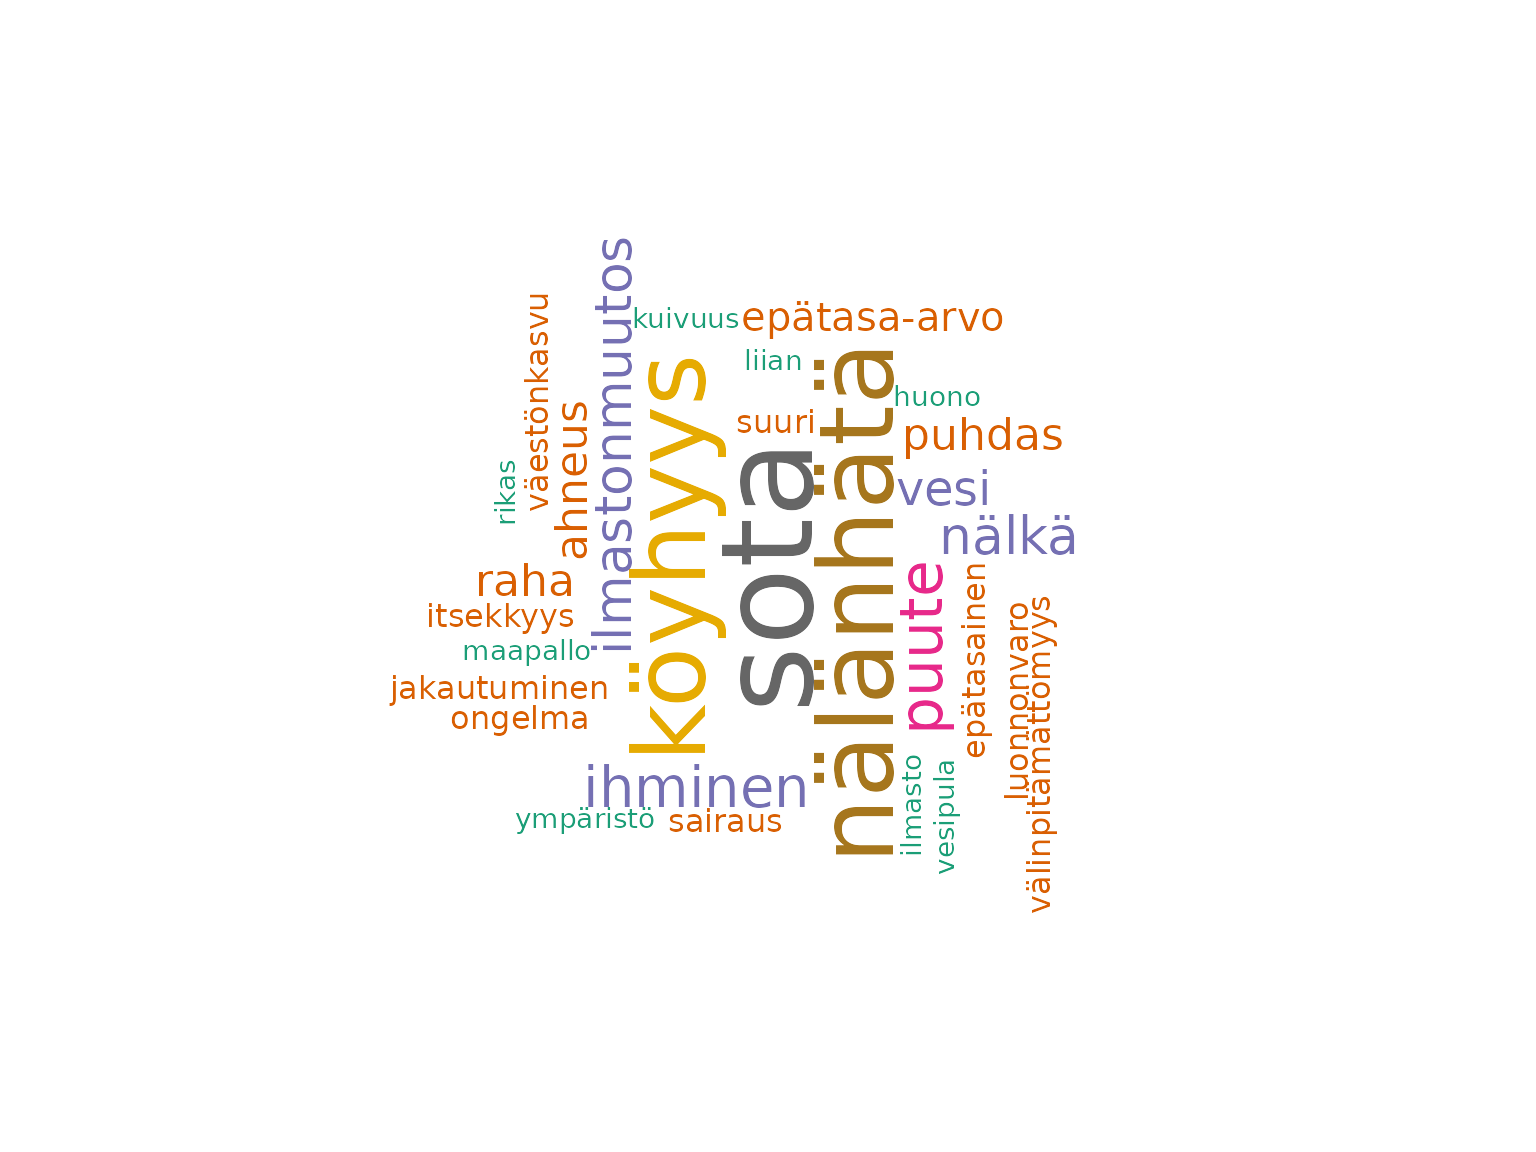 ilmastonmuutos
kuivuus
epätasa-arvo
väestönkasvu
liian
köyhyys
nälänhätä
huono
ahneus
suuri
puhdas
sota
rikas
vesi
nälkä
raha
puute
epätasainen
itsekkyys
luonnonvaro
välinpitämättömyys
maapallo
jakautuminen
ongelma
ihminen
ilmasto
vesipula
ympäristö
sairaus